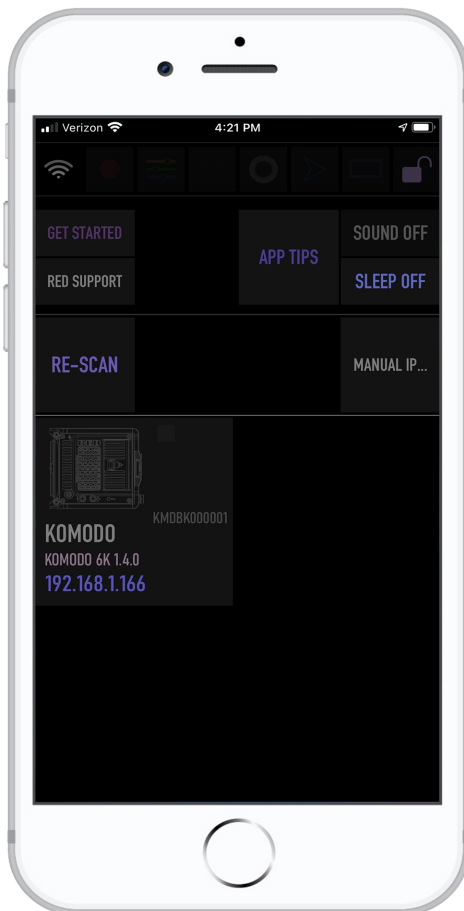 Verizon 4:21 PM
GET STARTED
RED SUPPORT
APP TIPS
SOUND OFF
SLEEP OFF
RE-SCAN
MANUAL IP...
KMDBK000001
KOMODO
KOMODO 6K 1.4.0
192.168.1.166